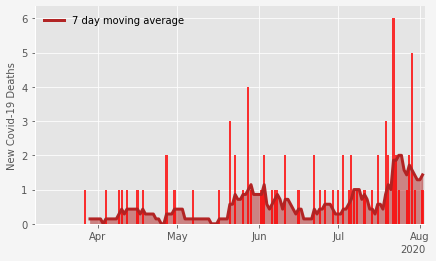 7 day moving average
New Covid-19 Deaths
6
5
4
3
2
1
0
Apr
May
Jun
Jul
Aug
2020